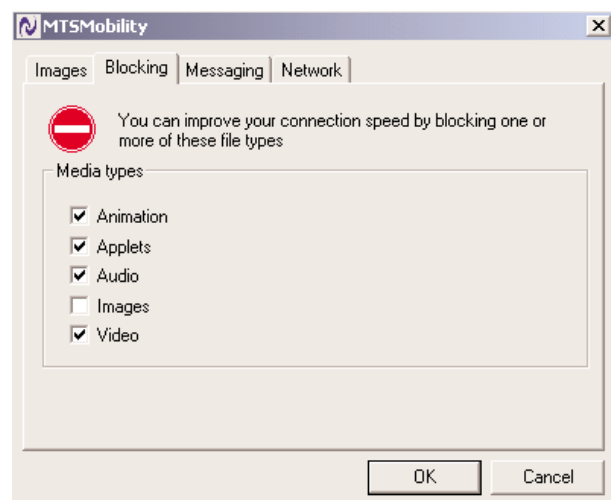 MTSMobility
Images Blocking Messaging Network
You can improve your connection speed by blocking one or
more of these file types
Media types
Animation
Applets
Audio
Images
Video
OK Cancel